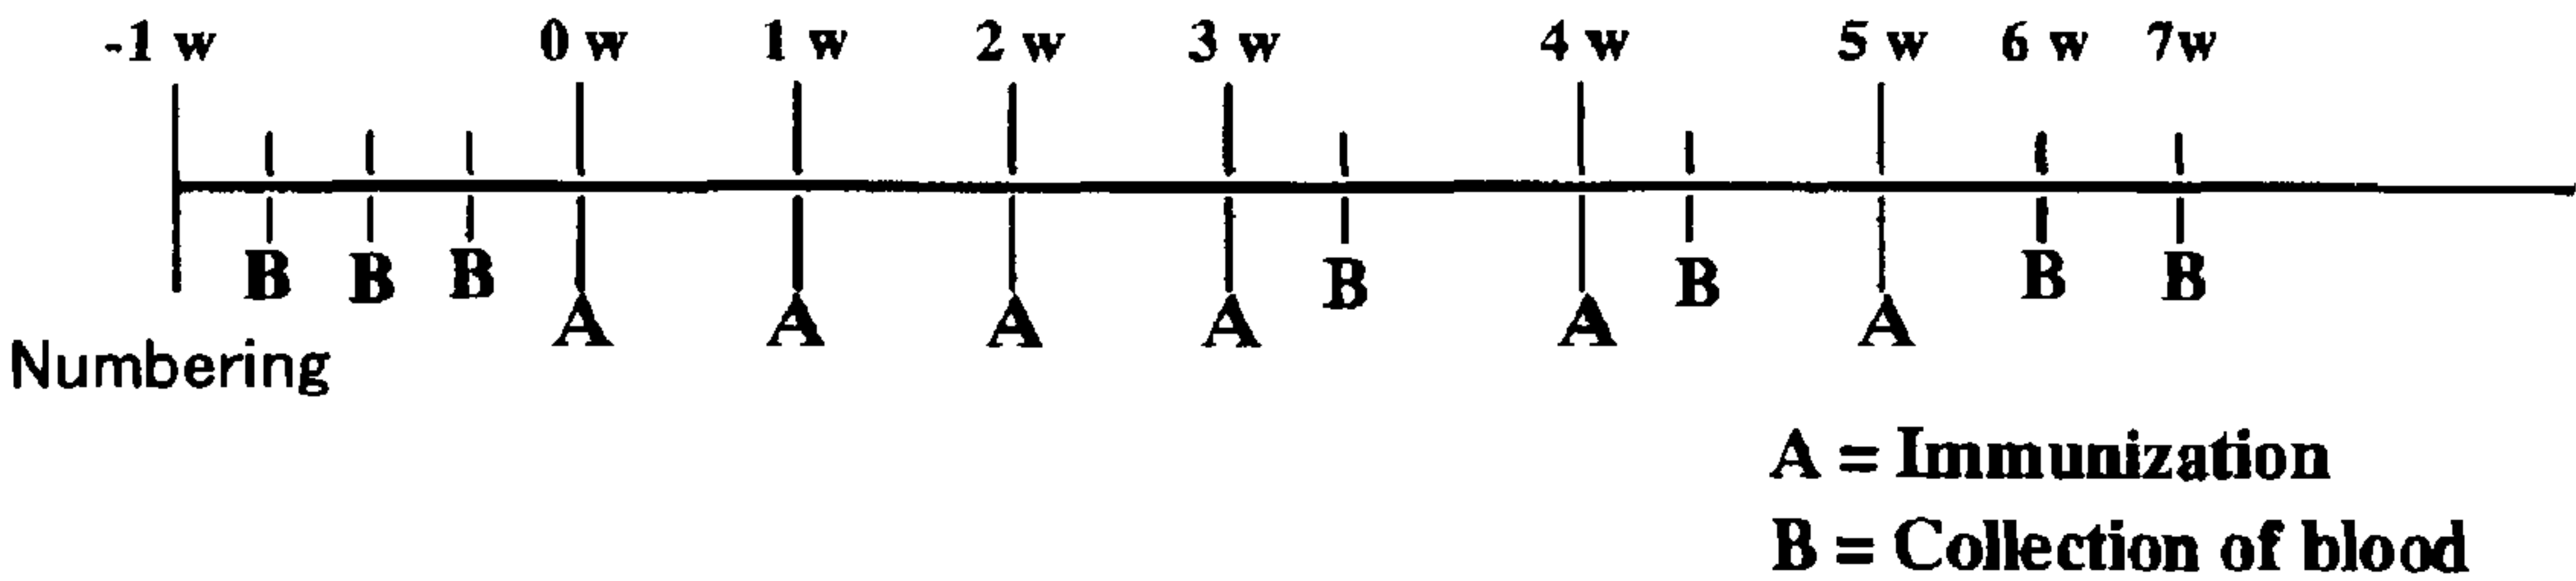 -1 w 0 w 1 w 2 w 3 w 4 w 5 w 6 w 7w
B B B A A A A B A B A B B
Numbering
A = Immunization
B = Collection of blood